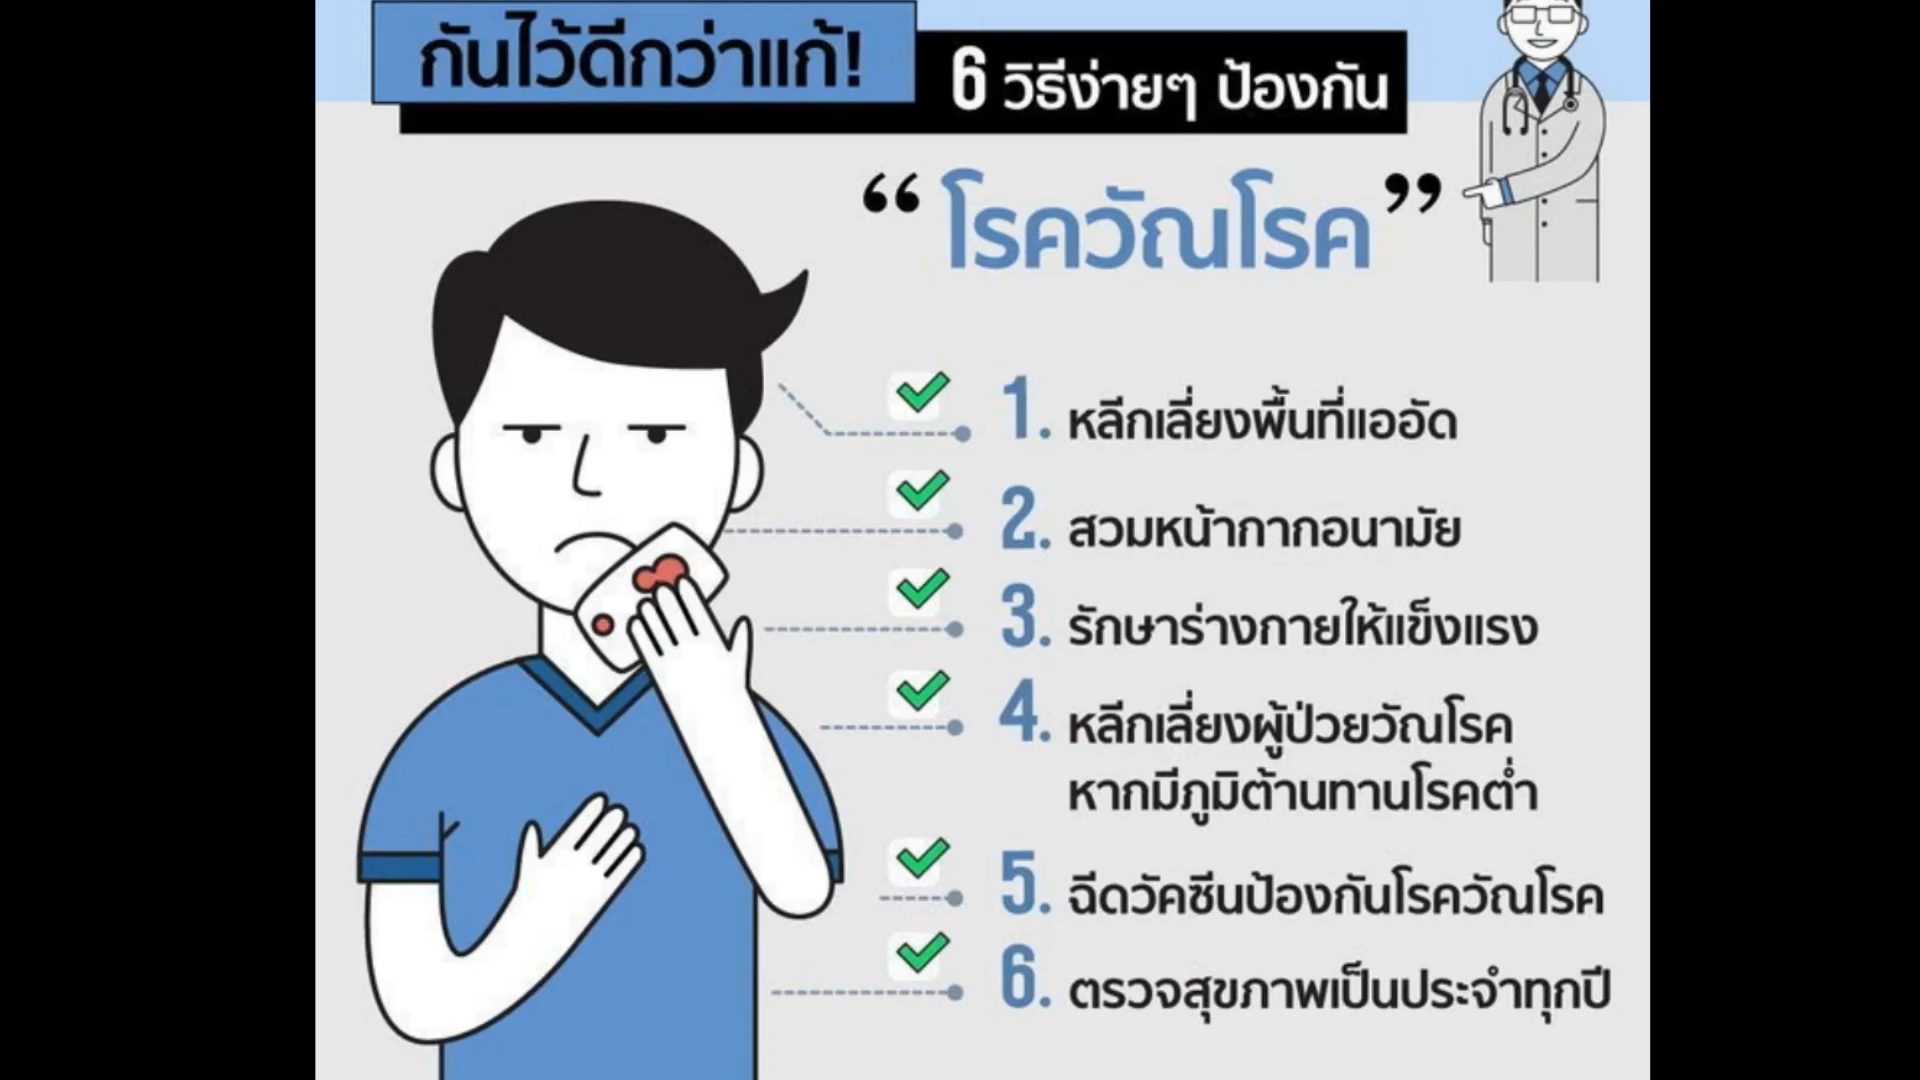 กันไว้ดีกว่าแก้!
6 วิธีง่ายๆ ป้องกัน
“โรควัณโรค”
1. หลีกเลี่ยงพื้นที่แออัด
2. สวมหน้ากากอนามัย
3. รักษาร่างกายให้แข็งแรง
4. หลีกเลี่ยงผู้ป่วยวัณโรค
หากมีภูมิต้านทานโรคต่ำ
5. ฉีดวัคซีนป้องกันโรควัณโรค
6. ตรวจสุขภาพเป็นประจำทุกปี